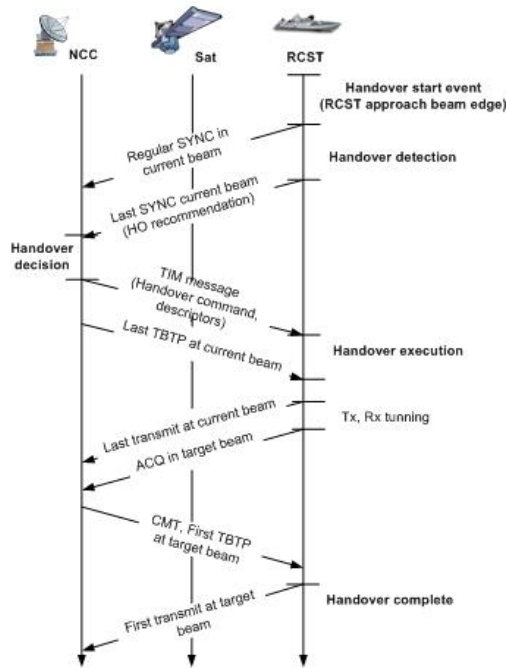 NCC
Sat
RCST
Handover start event
(RCST approach beam edge)
Regular SYNC in
current beam
Handover detection
Last SYNC current beam
(HO recommendation)
Handover
decision
TIM message
(Handover command,
descriptors)
Last TBTP at current beam
Handover execution
Last transmit at current beam
Tx, Rx tunning
ACQ in target beam
CMT, First TBTP
at target beam
Handover complete
First transmit at target
beam